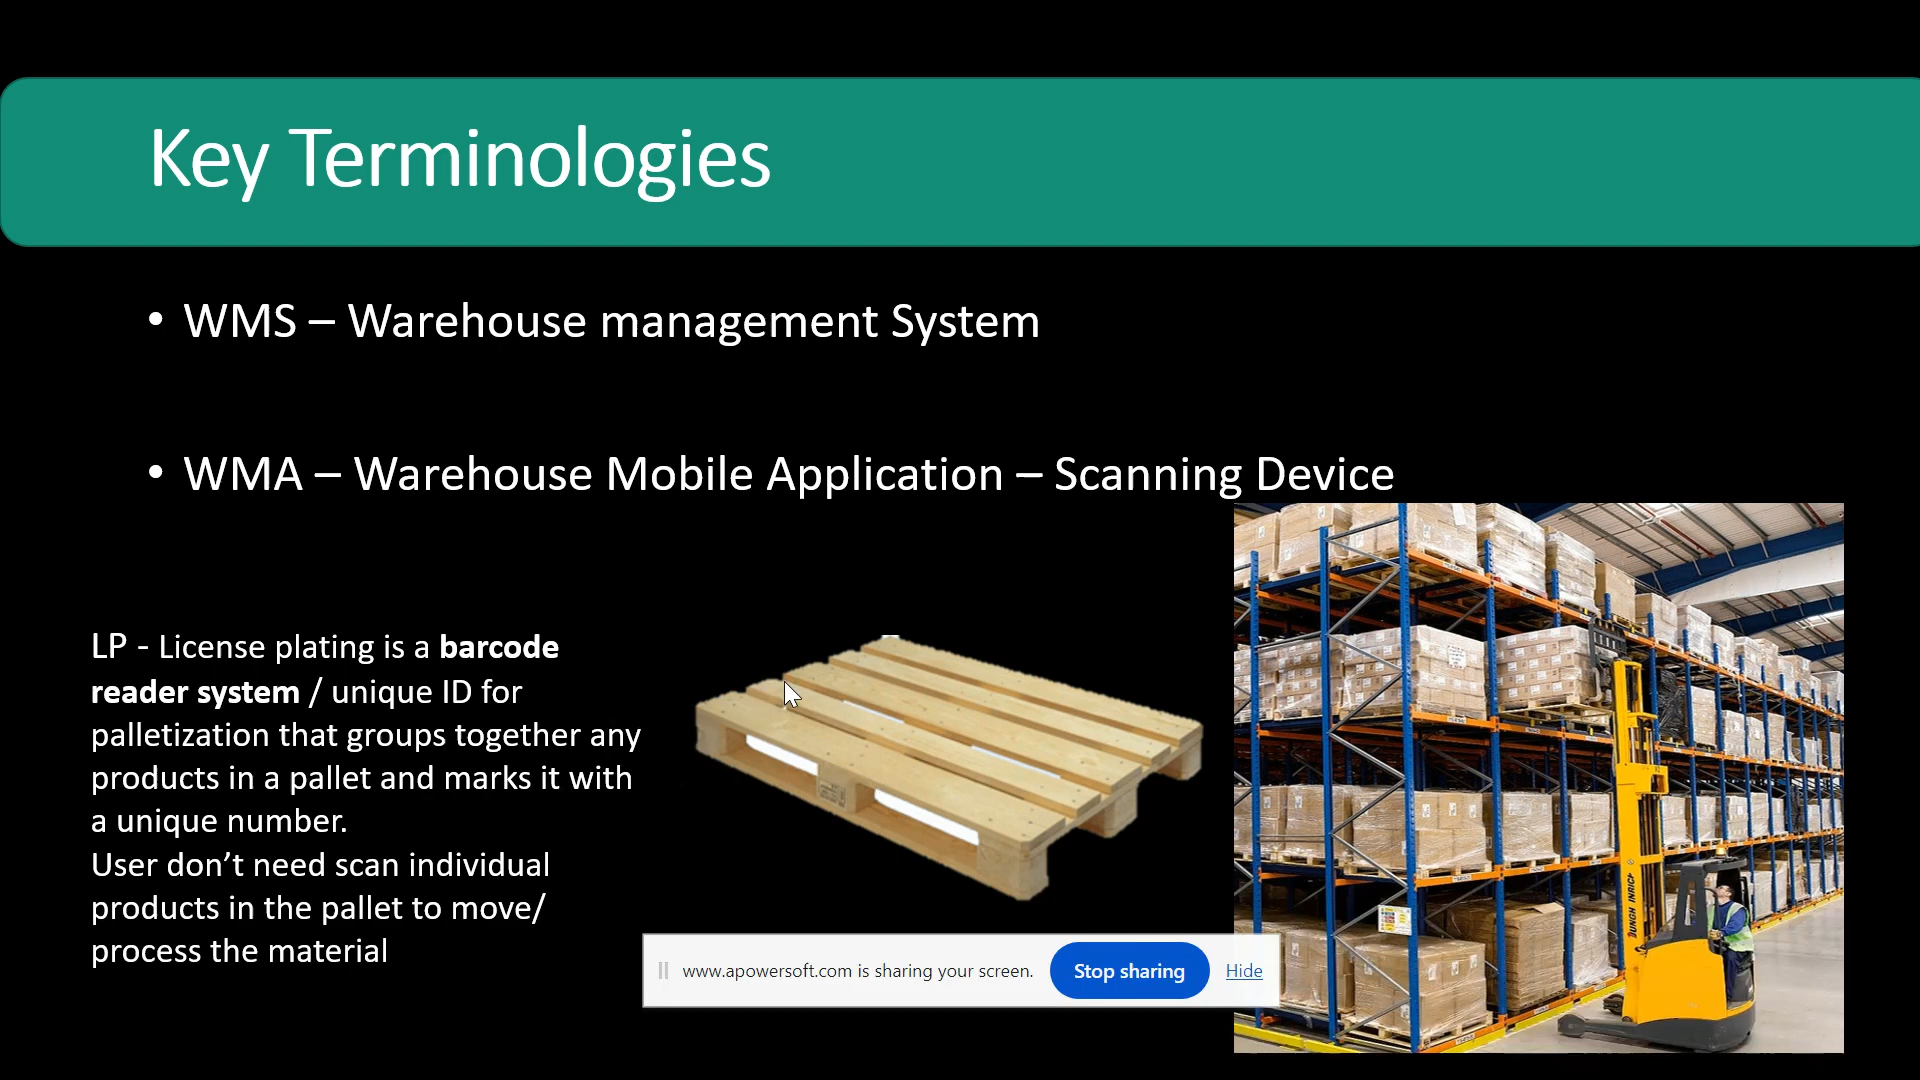 Key Terminologies
• WMS – Warehouse management System
• WMA – Warehouse Mobile Application – Scanning Device
LP - License plating is a barcode
reader system / unique ID for
palletization that groups together any
products in a pallet and marks it with
a unique number.
User don’t need scan individual
products in the pallet to move/
process the material
www.apowersoft.com is sharing your screen.
Stop sharing
Hide